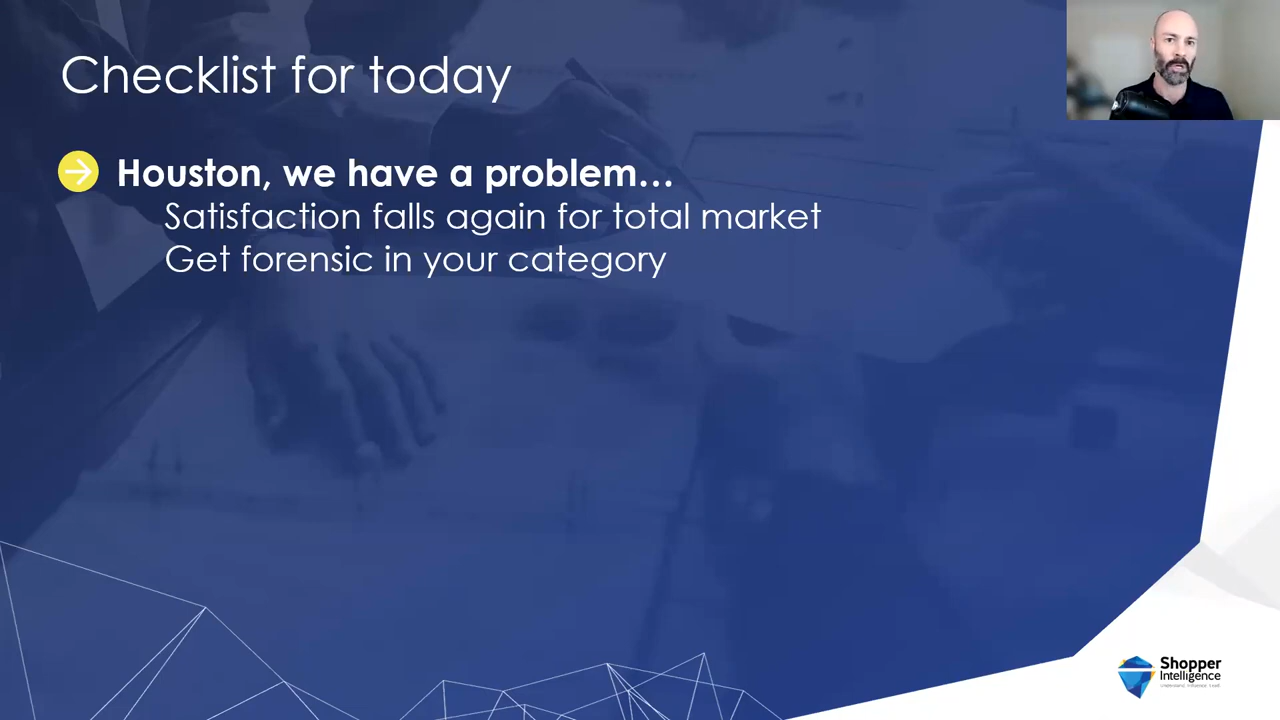 Checklist for today
Houston, we have a problem...
Satisfaction falls again for total market
Get forensic in your category
Shopper
Intelligence